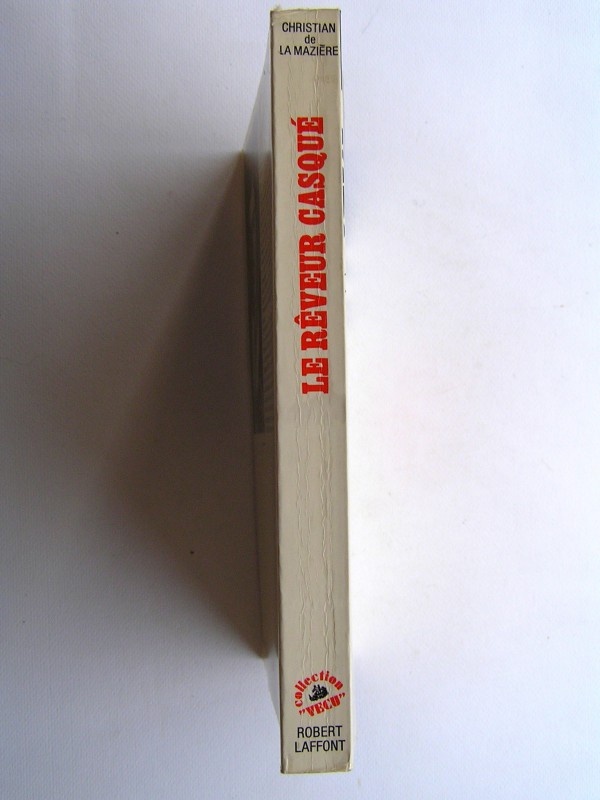 CHRISTIAN
de
LA MAZIÈRE
LE RÊVEUR CASQUÉ
collection
"VECU"
ROBERT
LAFFONT